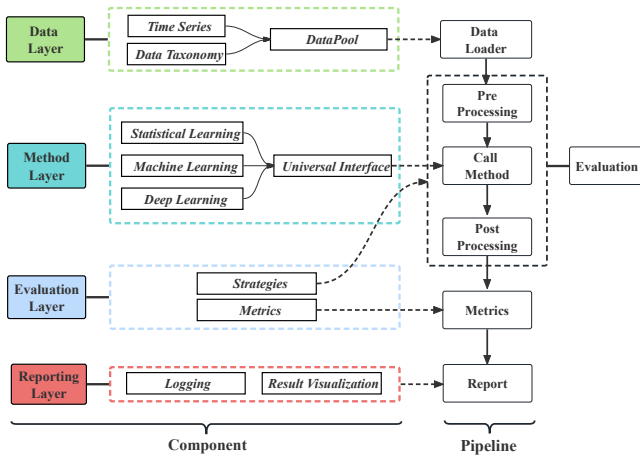 Data
Layer
Time Series
Data Taxonomy
DataPool
Data
Loader
Pre
Processing
Method
Layer
Statistical Learning
Machine Learning
Deep Learning
Universal Interface
Call
Method
Evaluation
Post
Processing
Evaluation
Layer
Strategies
Metrics
Metrics
Reporting
Layer
Logging
Result Visualization
Report
Component
Pipeline